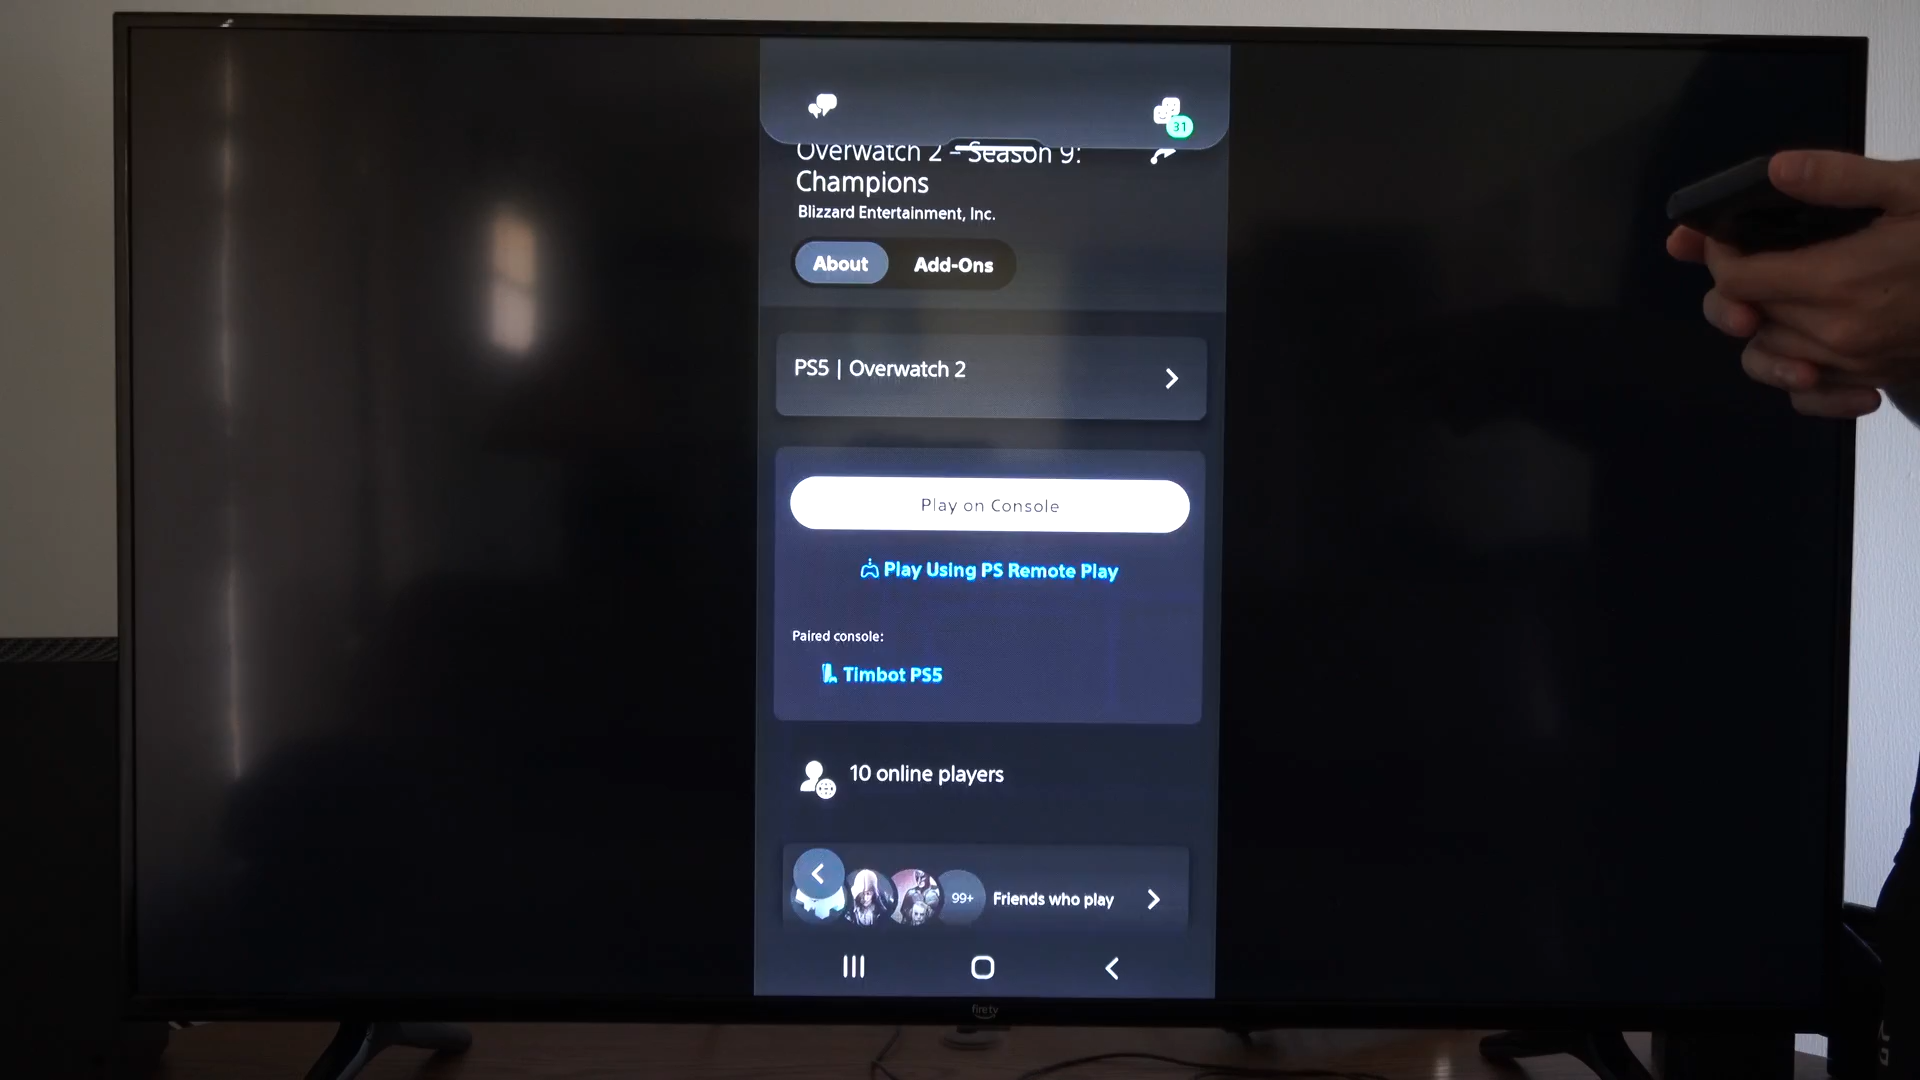 31
Overwatch 2 – Season 9:
Champions
Blizzard Entertainment, Inc.
About
Add-Ons
PS5 | Overwatch 2
Play on Console
Play Using PS Remote Play
Paired console:
Timbot PS5
10 online players
99+
Friends who play
firetv